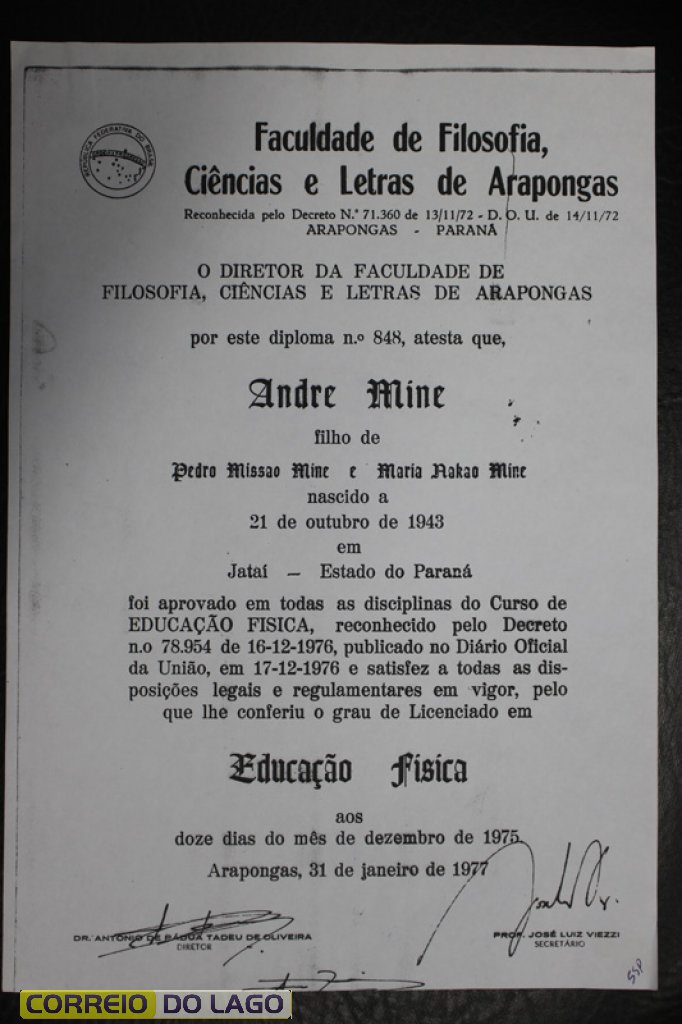 REPÚBLICA FEDERATIVA DO BRASIL
Faculdade de Filosofia,
Ciências e Letras de Arapongas
Reconhecida pelo Decreto N.º 71.360 de 13/11/72 - D. O. U. de 14/11/72
ARAPONGAS - PARANÁ
O DIRETOR DA FACULDADE DE
FILOSOFIA, CIÊNCIAS E LETRAS DE ARAPONGAS
por este diploma n.º 848, atesta que,
Andre Mine
filho de
Pedro Missao Mine e Maria Nakao Mine
nascido a
21 de outubro de 1943
em
Jataí — Estado do Paraná
foi aprovado em todas as disciplinas do Curso de
EDUCAÇÃO FISICA, reconhecido pelo Decreto
n.o 78.954 de 16-12-1976, publicado no Diário Oficial
da União, em 17-12-1976 e satisfez a todas as dis-
posições legais e regulamentares em vigor, pelo
que lhe conferiu o grau de Licenciado em
Educação Fisica
aos
doze dias do mês de dezembro de 1975
Arapongas, 31 de janeiro de 1977
DR. ANTÔNIO DE PÁDUA TADEU DE OLIVEIRA
DIRETOR
PROF. JOSÉ LUIZ VIEZZI
SECRETÁRIO
CORREIO DO LAGO